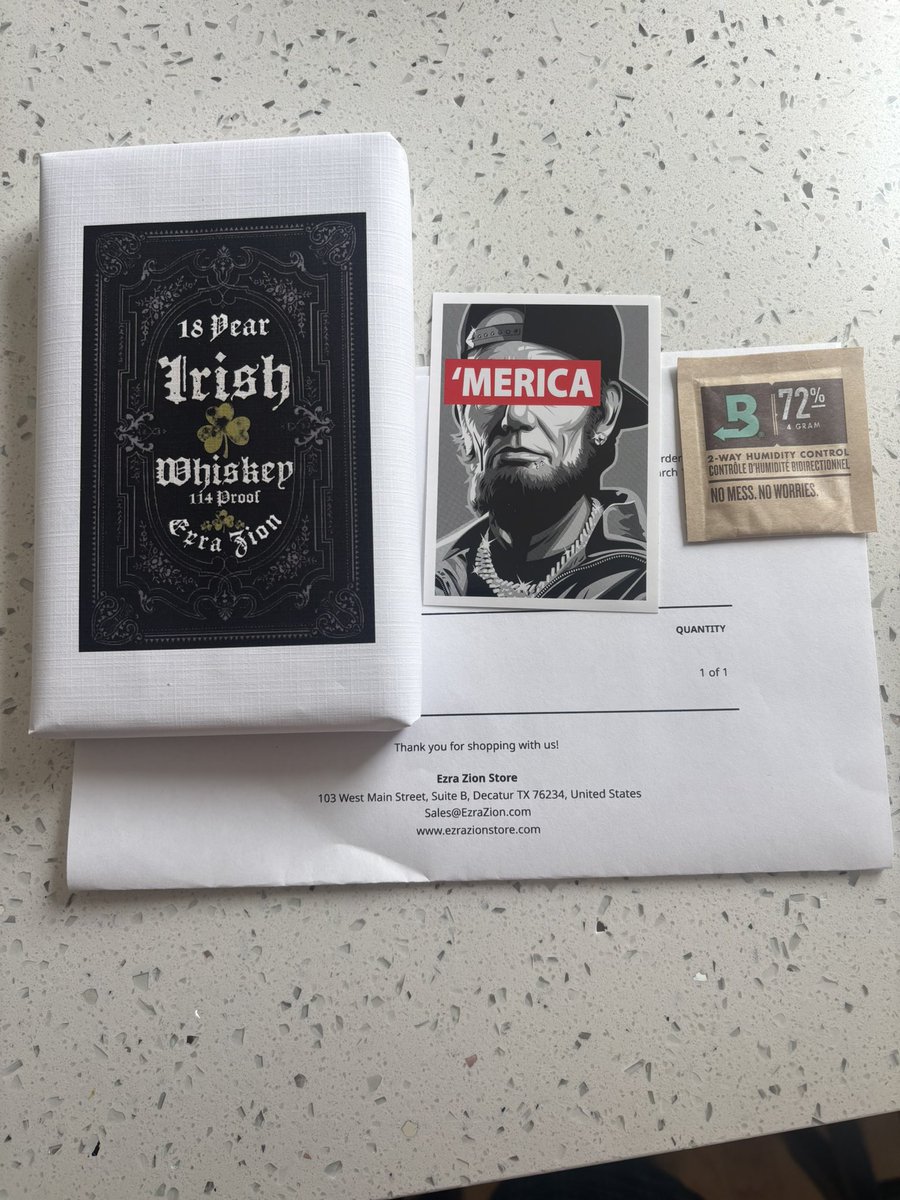 18 Year
Irish
Whiskey
114 Proof
Ezra Zion
'MERICA
B
72%
4 GRAM
2-WAY HUMIDITY CONTROL
CONTRÔLE D'HUMIDITÉ BIDIRECTIONNEL
NO MESS. NO WORRIES.
QUANTITY
1 of 1
Thank you for shopping with us!
Ezra Zion Store
103 West Main Street, Suite B, Decatur TX 76234, United States
Sales@EzraZion.com
www.ezrazionstore.com